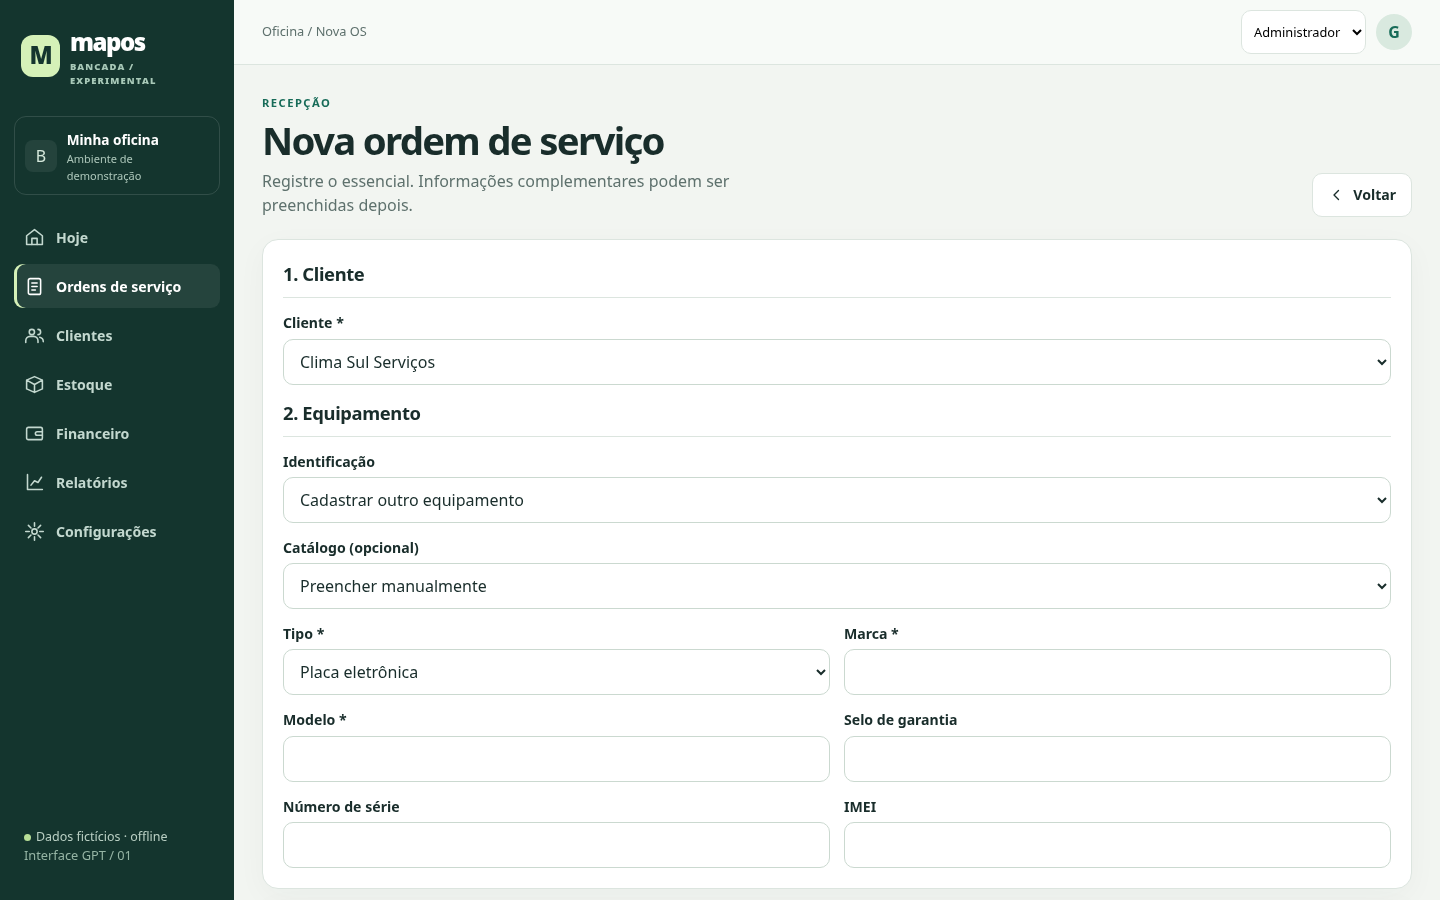 M
mapos
BANCADA /
EXPERIMENTAL
B
Minha oficina
Ambiente de
demonstração
Hoje
Ordens de serviço
Clientes
Estoque
Financeiro
Relatórios
Configurações
Dados fictícios · offline
Interface GPT / 01
Oficina / Nova OS
Administrador
G
RECEPÇÃO
Nova ordem de serviço
Registre o essencial. Informações complementares podem ser
preenchidas depois.
Voltar
1. Cliente
Cliente *
Clima Sul Serviços
2. Equipamento
Identificação
Cadastrar outro equipamento
Catálogo (opcional)
Preencher manualmente
Tipo *
Marca *
Placa eletrônica
Modelo *
Selo de garantia
Número de série
IMEI